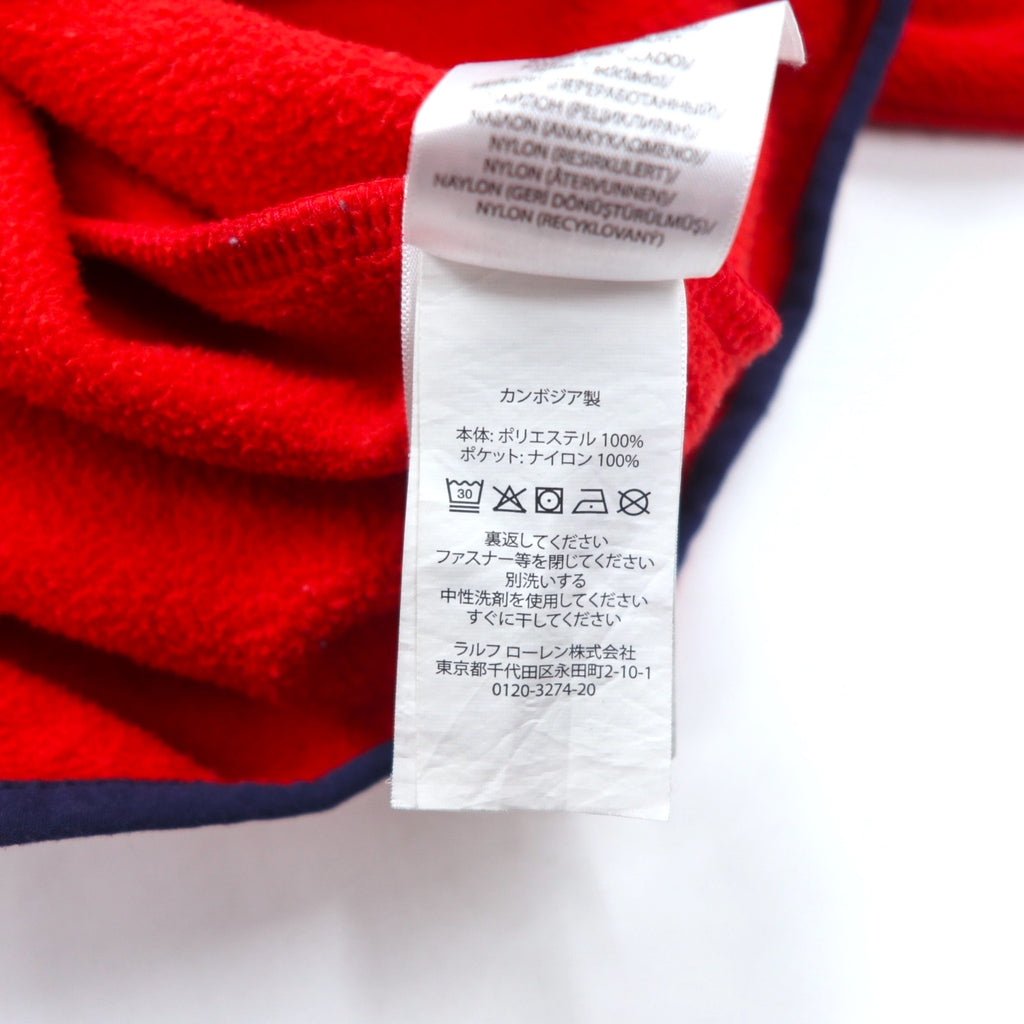 NYLON (RESIRKULERT)/
NYLON (ÅTERVUNNEN)/
NAYLON (GERİ DÖNÜŞTÜRÜLMÜŞ)/
NYLON (RECYKLOVANÝ)
カンボジア製
本体: ポリエステル 100%
ポケット: ナイロン 100%
30
裏返してください
ファスナー等を閉じてください
別洗いする
中性洗剤を使用してください
すぐに干してください
ラルフ ローレン株式会社
東京都千代田区永田町2-10-1
0120-3274-20